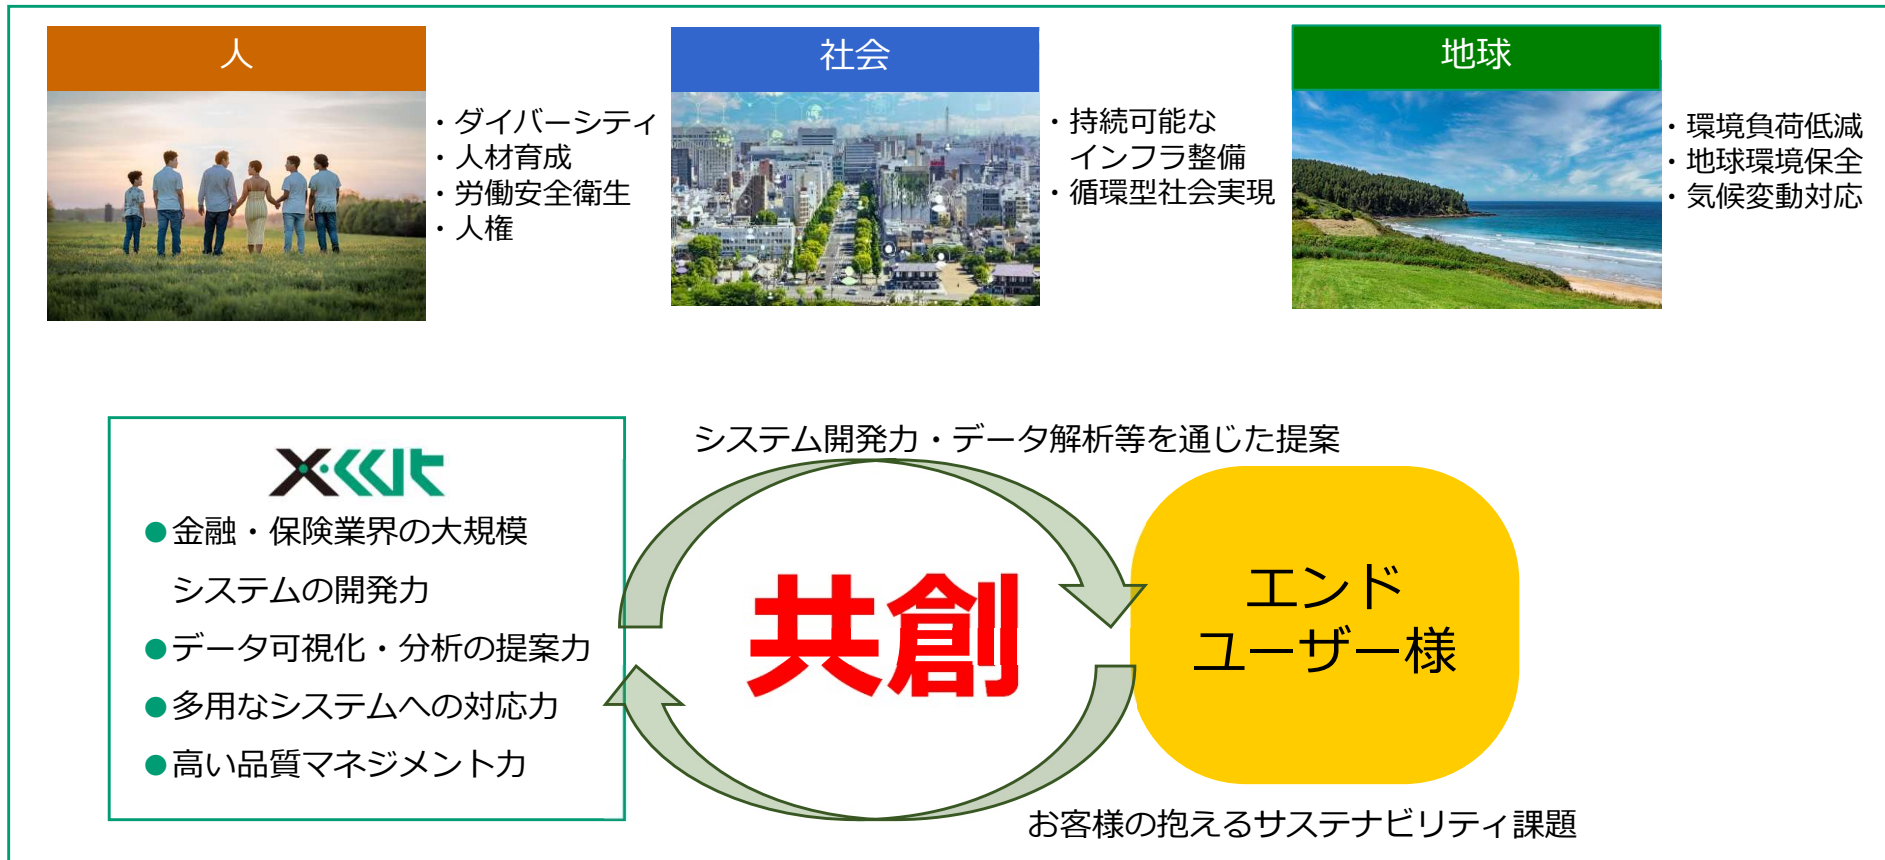 人
・ダイバーシティ
・人材育成
・労働安全衛生
・人権
社会
・持続可能な
インフラ整備
・循環型社会実現
地球
・環境負荷低減
・地球環境保全
・気候変動対応
●金融・保険業界の大規模
システムの開発力
●データ可視化・分析の提案力
●多用なシステムへの対応力
●高い品質マネジメント力
システム開発力・データ解析等を通じた提案
共創
エンド
ユーザー様
お客様の抱えるサステナビリティ課題